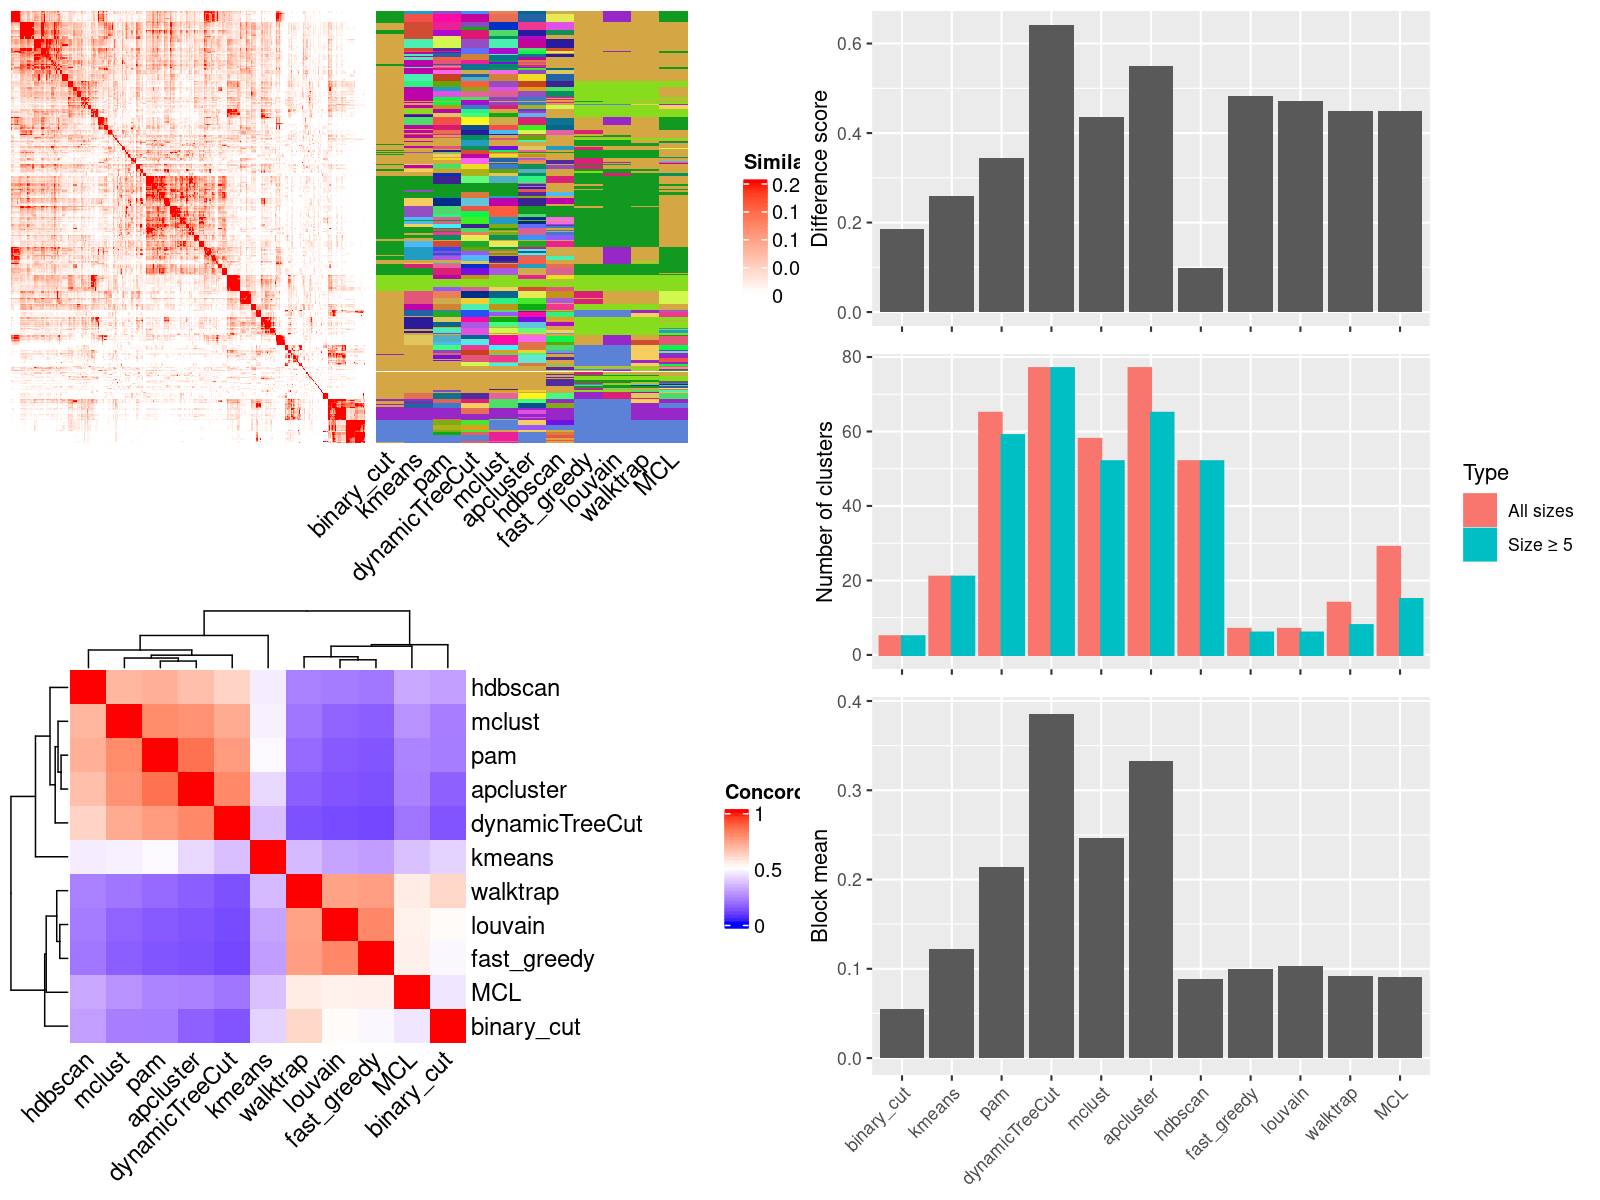 Simila
0.2
0.1
0.1
0.0
0
binary_cut
kmeans
pam
dynamicTreeCut
mclust
apcluster
hdbscan
fast_greedy
louvain
walktrap
MCL
hdbscan
mclust
pam
apcluster
dynamicTreeCut
kmeans
walktrap
louvain
fast_greedy
MCL
binary_cut
hdbscan
mclust
pam
apcluster
dynamicTreeCut
kmeans
walktrap
louvain
fast_greedy
MCL
binary_cut
Concord
1
0.5
0
Difference score
0.6
0.4
0.2
0.0
Number of clusters
80
60
40
20
0
Type
All sizes
Size ≥ 5
Block mean
0.4
0.3
0.2
0.1
0.0
binary_cut
kmeans
pam
dynamicTreeCut
mclust
apcluster
hdbscan
fast_greedy
louvain
walktrap
MCL